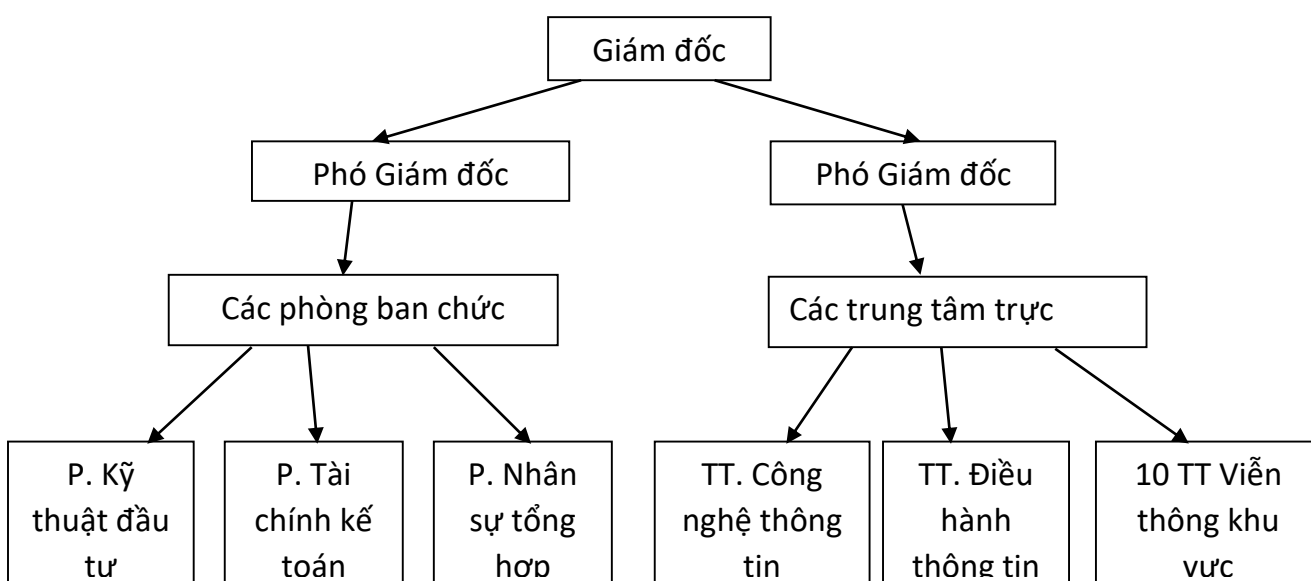 Giám đốc
Phó Giám đốc
Phó Giám đốc
Các phòng ban chức
Các trung tâm trực
P. Kỹ
thuật đầu
tư
P. Tài
chính kế
toán
P. Nhân
sự tổng
hợp
TT. Công
nghệ thông
tin
TT. Điều
hành
thông tin
10 TT Viễn
thông khu
vực